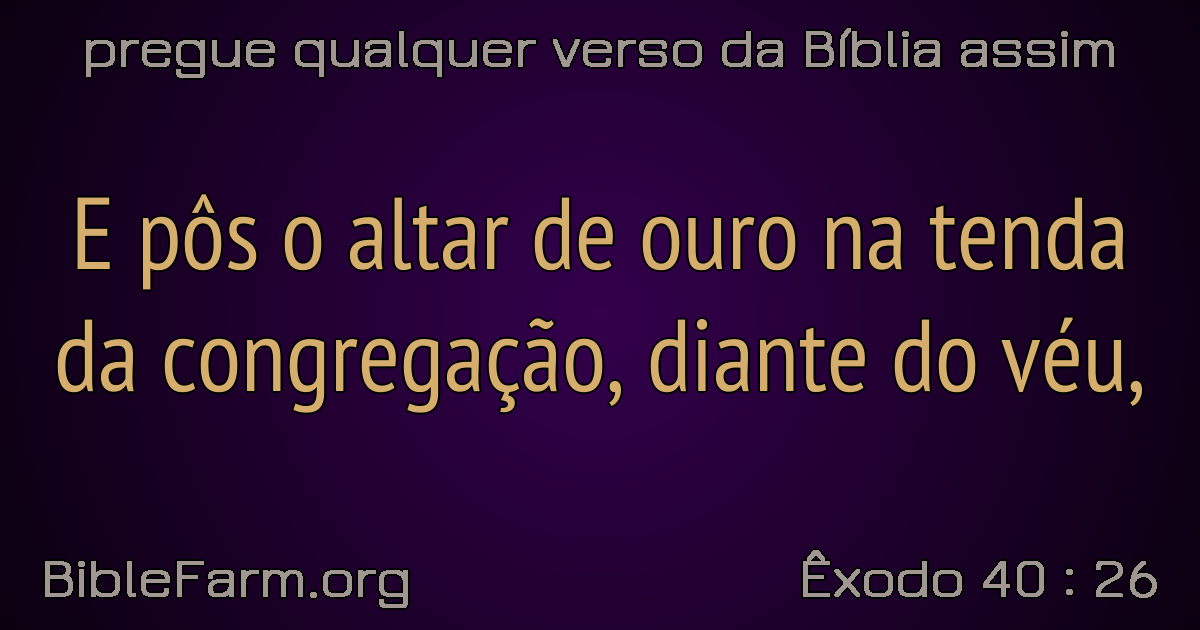 pregue qualquer verso da Bíblia assim
E pôs o altar de ouro na tenda
da congregação, diante do véu,
BibleFarm.org
Êxodo 40 : 26